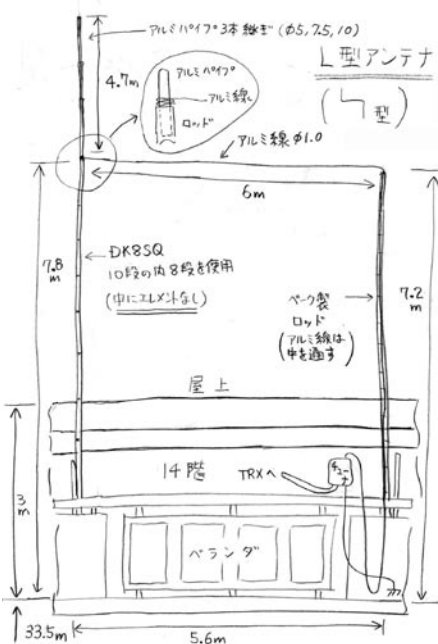 アルミパイプ3本継ぎ (φ5,7.5,10)
L型アンテナ
(型)
4.7m
アルミパイプ
アルミ線
ロッド
アルミ線φ1.0
6m
7.8
m
DK8SQ
10段の内8段を使用
(中にエレメントなし)
7.2
m
ベーク製
ロッド
(アルミ線は
中を通す)
屋上
14階
TRXへ
チューナ
3
m
ベランダ
33.5m
5.6m